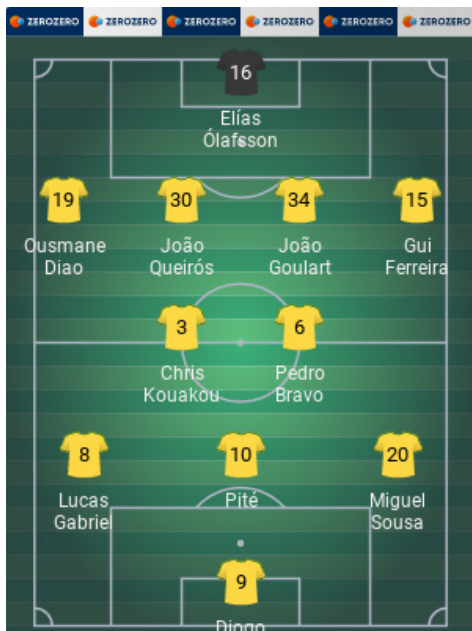 ZEROZERO ZEROZERO ZEROZERO ZEROZERO ZEROZERO ZEROZERO
16
Elías
Ólafsson
19 30 34 15
Ousmane João João Gui
Diao Queirós Goulart Ferreira
3 6
Chris Pedro
Kouakou Bravo
8 10 20
Lucas Pité Miguel
Gabriel Sousa
9
Diogo